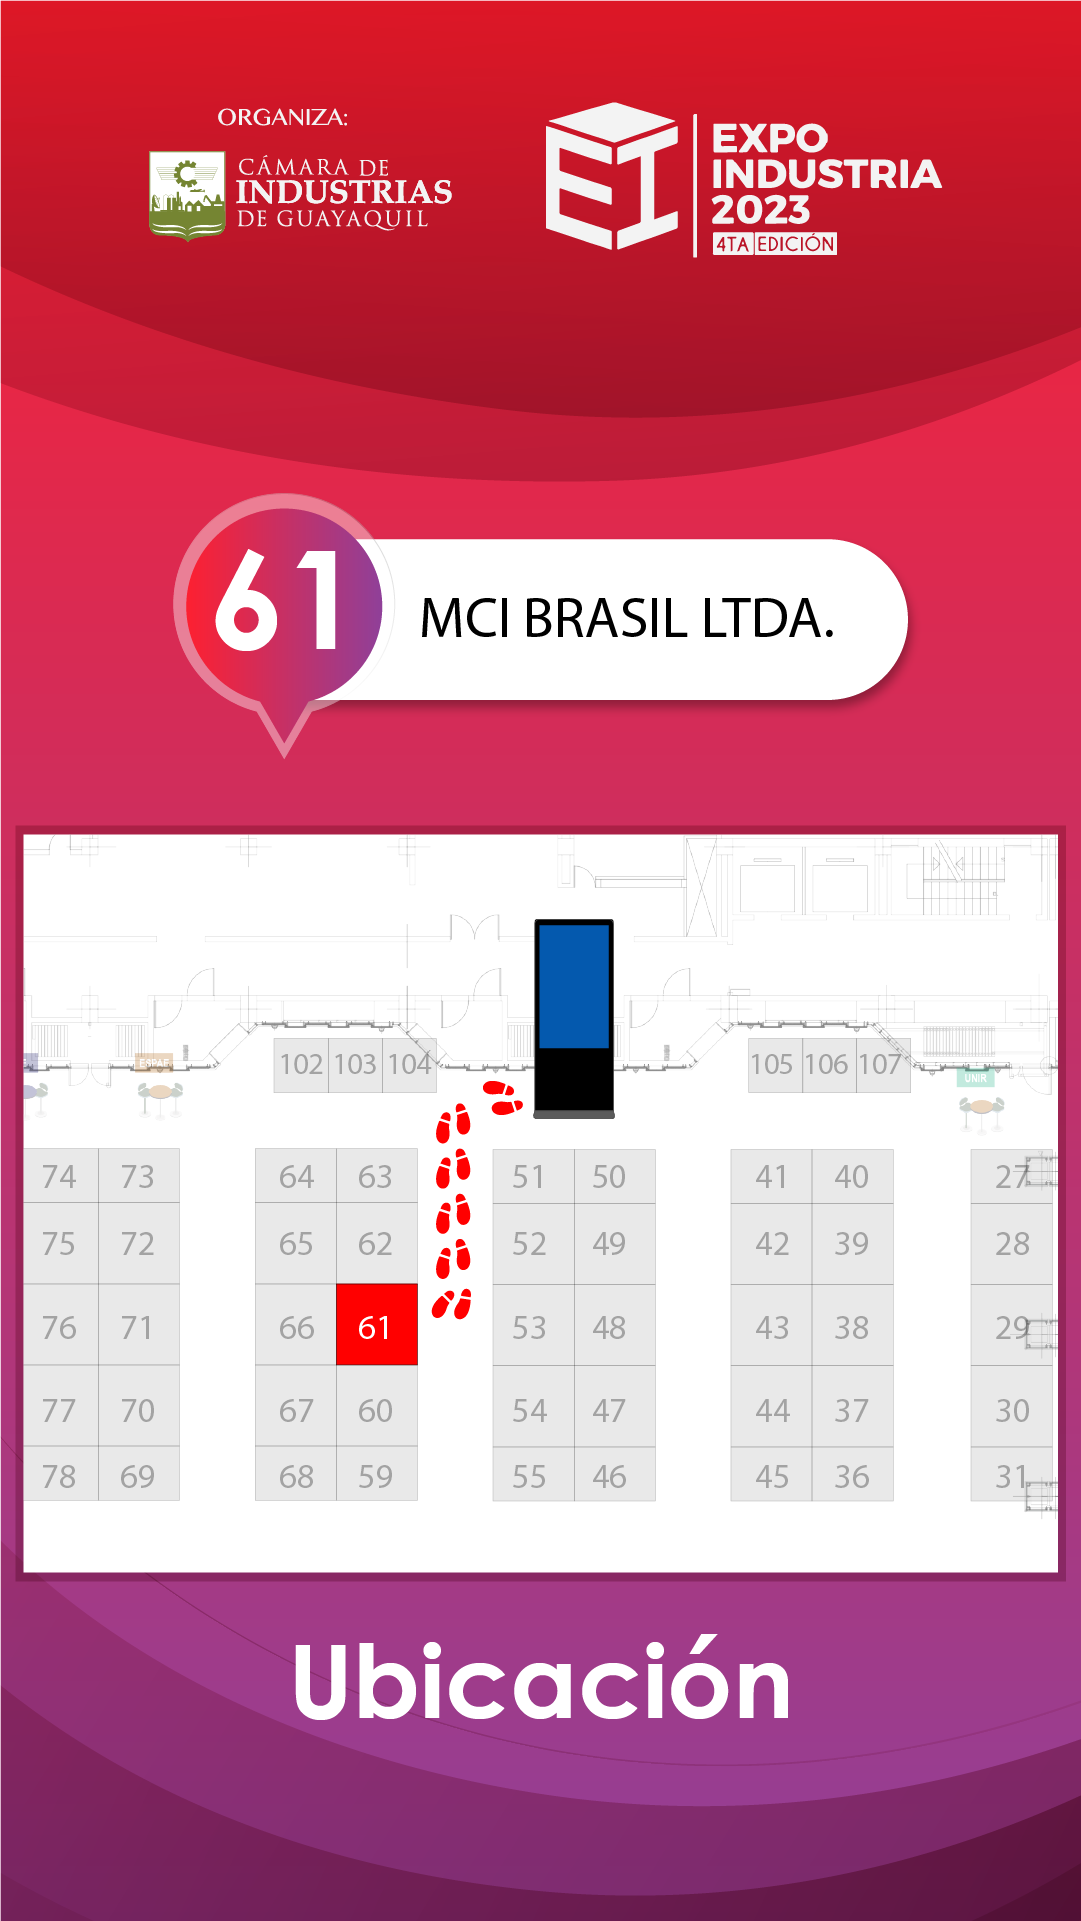 ORGANIZA:
CÁMARA DE
INDUSTRIAS
DE GUAYAQUIL
EI
EXPO
INDUSTRIA
2023
4TA EDICIÓN
61
MCI BRASIL LTDA.
ESPAE
102 103 104
105 106 107
UNIR
74 73 64 63 51 50 41 40 27
75 72 65 62 52 49 42 39 28
76 71 66 61 53 48 43 38 29
77 70 67 60 54 47 44 37 30
78 69 68 59 55 46 45 36 31
Ubicación